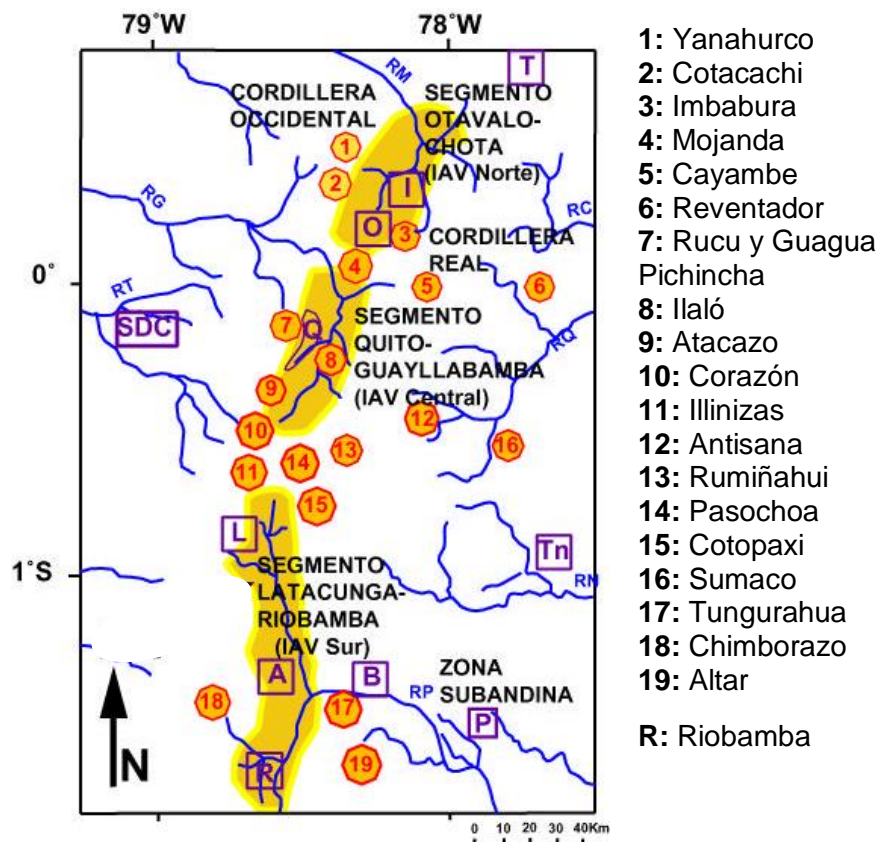 79°W
78°W
T
RM
CORDILLERA
OCCIDENTAL
SEGMENTO
OTAVALO-
CHOTA
(IAV Norte)
1
2
I
RG
RC
O
3
CORDILLERA
REAL
4
0°
5
6
RT
SDC
7
Q
SEGMENTO
QUITO-
GUAYLLABAMBA
(IAV Central)
RQ
8
9
10
12
16
13
11
14
15
L
Tn
1°S
SEGMENTO
LATACUNGA-
RIOBAMBA
(IAV Sur)
RN
A
B
ZONA
SUBANDINA
RP
18
17
P
N
R
19
0 10 20 30 40Km
1: Yanahurco
2: Cotacachi
3: Imbabura
4: Mojanda
5: Cayambe
6: Reventador
7: Rucu y Guagua
Pichincha
8: Ilaló
9: Atacazo
10: Corazón
11: Illinizas
12: Antisana
13: Rumiñahui
14: Pasochoa
15: Cotopaxi
16: Sumaco
17: Tungurahua
18: Chimborazo
19: Altar
R: Riobamba